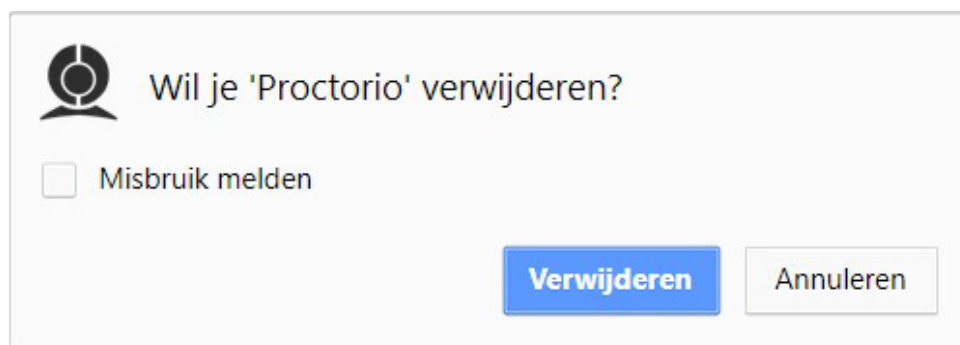 Wil je 'Proctorio' verwijderen?
Misbruik melden
Verwijderen Annuleren